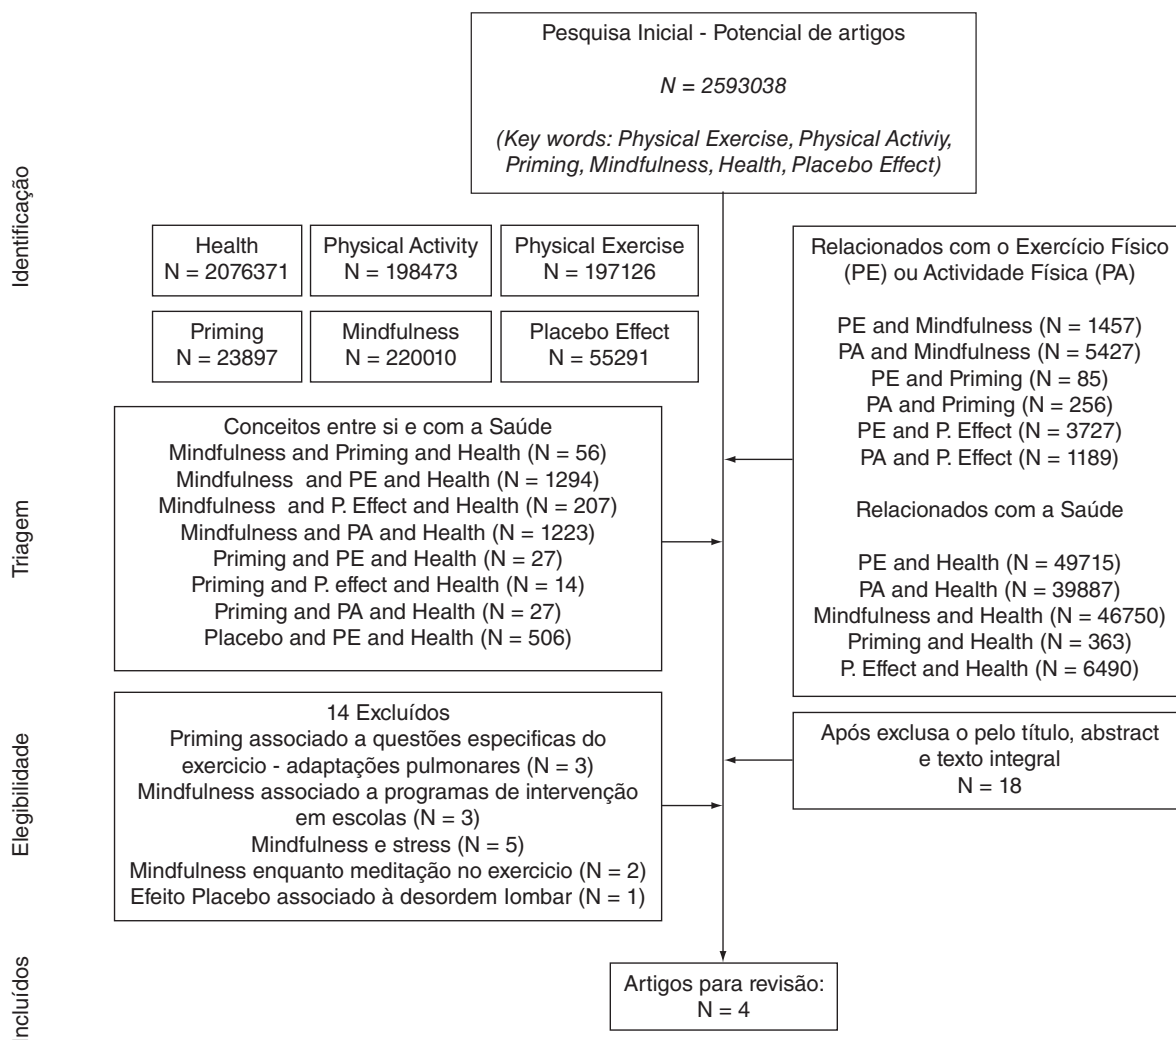 Pesquisa Inicial - Potencial de artigos
N = 2593038
(Key words: Physical Exercise, Physical Activiy,
Priming, Mindfulness, Health, Placebo Effect)
Identificação
Health
N = 2076371
Physical Activity
N = 198473
Physical Exercise
N = 197126
Priming
N = 23897
Mindfulness
N = 220010
Placebo Effect
N = 55291
Relacionados com o Exercício Físico
(PE) ou Actividade Física (PA)
PE and Mindfulness (N = 1457)
PA and Mindfulness (N = 5427)
PE and Priming (N = 85)
PA and Priming (N = 256)
PE and P. Effect (N = 3727)
PA and P. Effect (N = 1189)
Relacionados com a Saúde
PE and Health (N = 49715)
PA and Health (N = 39887)
Mindfulness and Health (N = 46750)
Priming and Health (N = 363)
P. Effect and Health (N = 6490)
Triagem
Conceitos entre si e com a Saúde
Mindfulness and Priming and Health (N = 56)
Mindfulness and PE and Health (N = 1294)
Mindfulness and P. Effect and Health (N = 207)
Mindfulness and PA and Health (N = 1223)
Priming and PE and Health (N = 27)
Priming and P. effect and Health (N = 14)
Priming and PA and Health (N = 27)
Placebo and PE and Health (N = 506)
Elegibilidade
14 Excluídos
Priming associado a questões especificas do
exercicio - adaptações pulmonares (N = 3)
Mindfulness associado a programas de intervenção
em escolas (N = 3)
Mindfulness e stress (N = 5)
Mindfulness enquanto meditação no exercicio (N = 2)
Efeito Placebo associado à desordem lombar (N = 1)
Após exclusa o pelo título, abstract
e texto integral
N = 18
Incluídos
Artigos para revisão:
N = 4